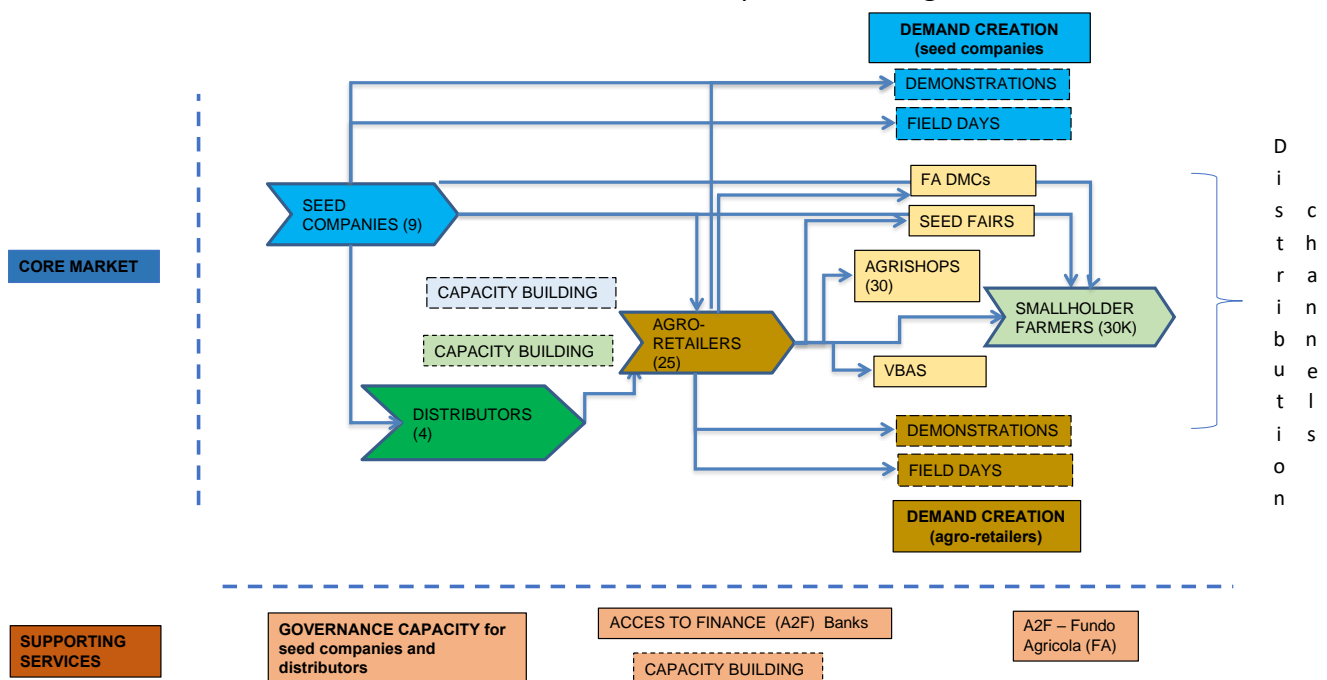 DEMAND CREATION
(seed companies
DEMONSTRATIONS
FIELD DAYS
FA DMCs
SEED
COMPANIES (9)
SEED FAIRS
CORE MARKET
AGRISHOPS
(30)
CAPACITY BUILDING
SMALLHOLDER
FARMERS (30K)
AGRO-
RETAILERS
(25)
CAPACITY BUILDING
VBAS
DISTRIBUTORS
(4)
DEMONSTRATIONS
FIELD DAYS
DEMAND CREATION
(agro-retailers)
Distribution
channels
SUPPORTING
SERVICES
GOVERNANCE CAPACITY for
seed companies and
distributors
ACCES TO FINANCE (A2F) Banks
CAPACITY BUILDING
A2F – Fundo
Agricola (FA)